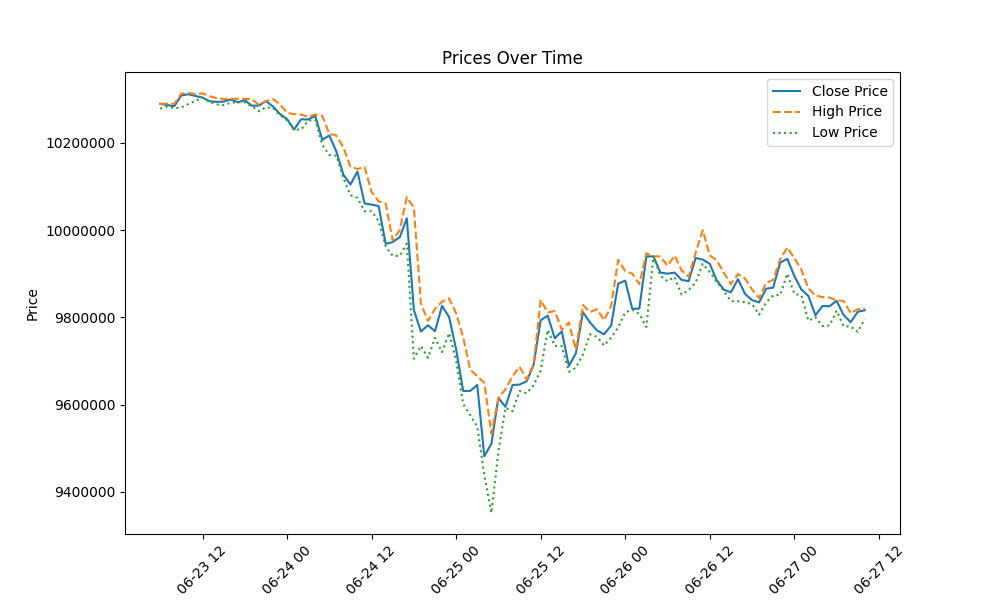 Prices Over Time
Close Price
High Price
Low Price
Price
10200000
10000000
9800000
9600000
9400000
06-23 12
06-24 00
06-24 12
06-25 00
06-25 12
06-26 00
06-26 12
06-27 00
06-27 12